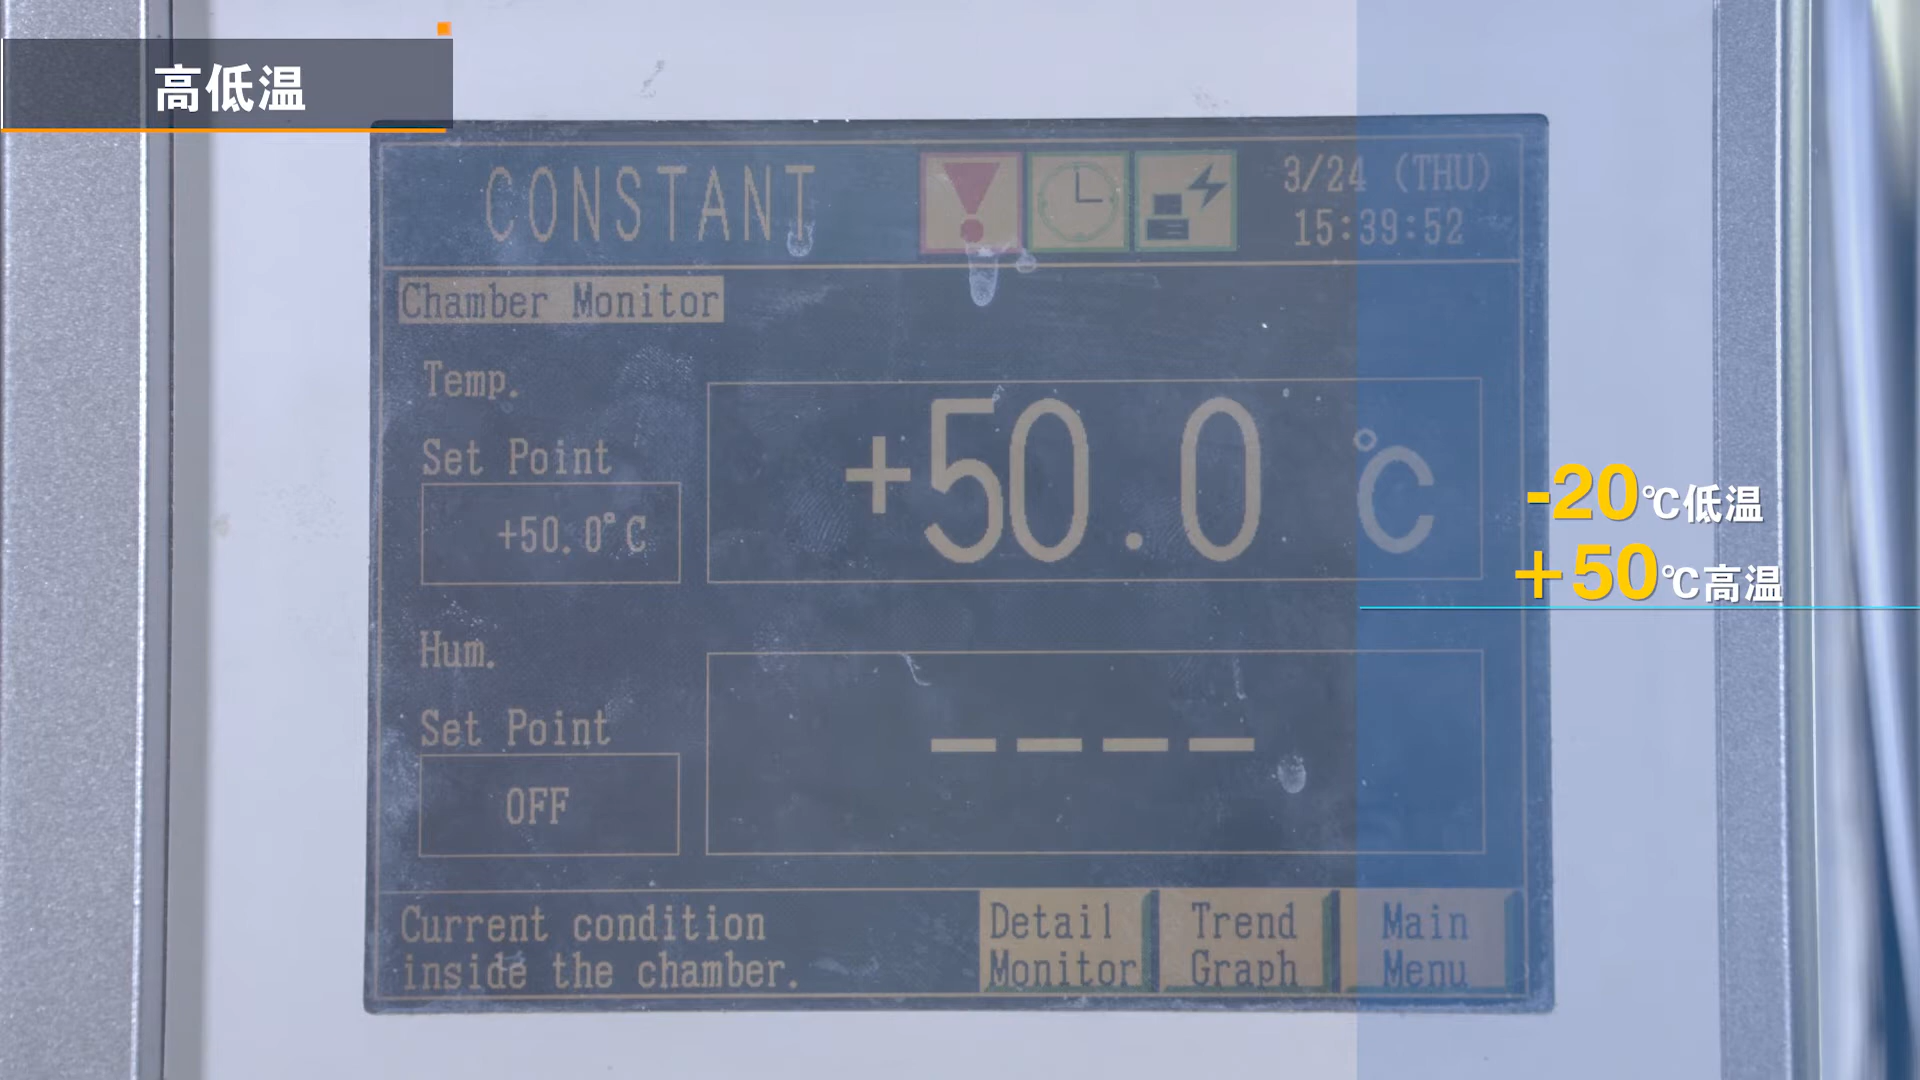 高低温
CONSTANT
3/24 (THU)
15:39:52
Chamber Monitor
Temp.
Set Point
+50.0℃
+50.0 ℃
-20℃低温
+50℃高温
Hum.
Set Point
OFF
----
Current condition
inside the chamber.
Detail
Monitor
Trend
Graph
Main
Menu